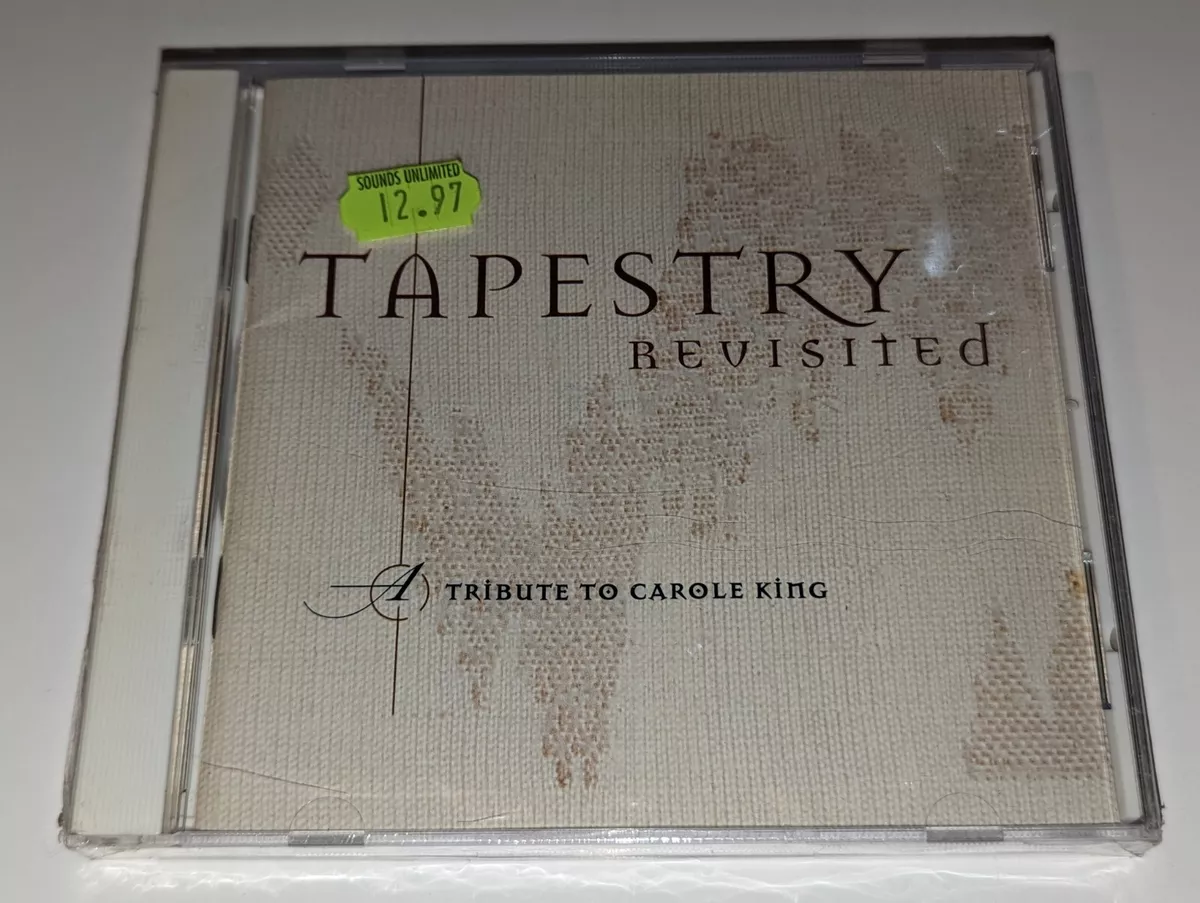 SOUNDS UNLIMITED
12.97
TAPESTRY
REVISITED
A TRIBUTE TO CAROLE KING